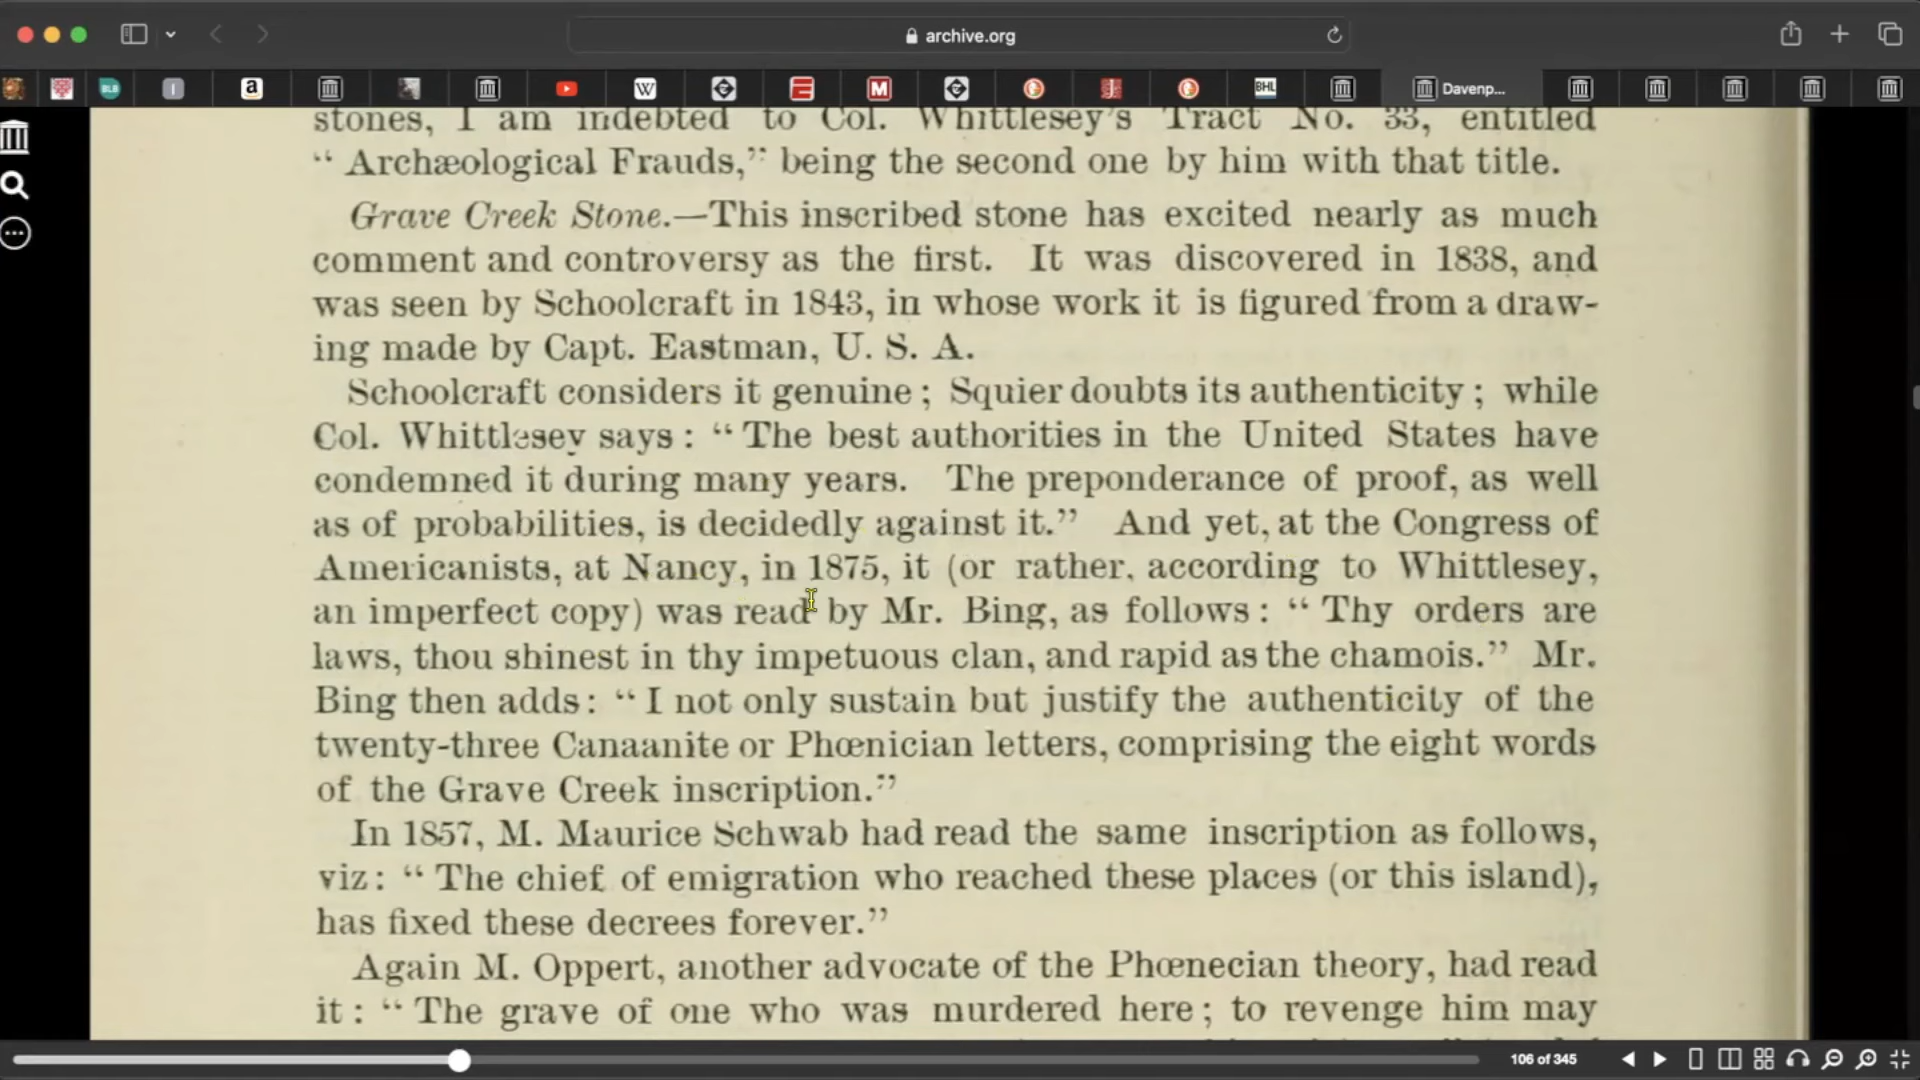 archive.org
BLB
I
a
W
M
BHL
Davenp...
stones, I am indebted to Col. Whittlesey's Tract No. 33, entitled
“ Archæological Frauds,” being the second one by him with that title.
Grave Creek Stone.—This inscribed stone has excited nearly as much
comment and controversy as the first. It was discovered in 1838, and
was seen by Schoolcraft in 1843, in whose work it is figured from a draw-
ing made by Capt. Eastman, U. S. A.
Schoolcraft considers it genuine ; Squier doubts its authenticity ; while
Col. Whittlesey says : “ The best authorities in the United States have
condemned it during many years. The preponderance of proof, as well
as of probabilities, is decidedly against it.” And yet, at the Congress of
Americanists, at Nancy, in 1875, it (or rather, according to Whittlesey,
an imperfect copy) was read by Mr. Bing, as follows : “ Thy orders are
laws, thou shinest in thy impetuous clan, and rapid as the chamois.” Mr.
Bing then adds : “ I not only sustain but justify the authenticity of the
twenty-three Canaanite or Phœnician letters, comprising the eight words
of the Grave Creek inscription.”
In 1857, M. Maurice Schwab had read the same inscription as follows,
viz : “ The chief of emigration who reached these places (or this island),
has fixed these decrees forever.”
Again M. Oppert, another advocate of the Phœnecian theory, had read
it : “ The grave of one who was murdered here ; to revenge him may
106 of 345